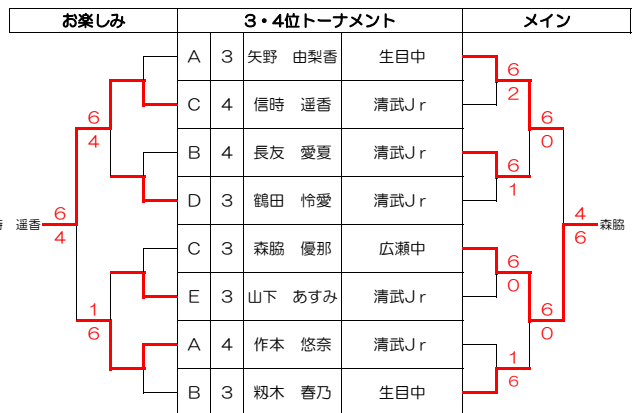 お楽しみ 3・4位トーナメント メイン
A 3 矢野 由梨香 生目中
6
2
C 4 信時 遥香 清武Jr
6
4
6
0
B 4 長友 愛夏 清武Jr
6
1
D 3 鶴田 怜愛 清武Jr
遥香
6
4
4
6
森脇
C 3 森脇 優那 広瀬中
6
0
E 3 山下 あすみ 清武Jr
1
6
6
0
A 4 作本 悠奈 清武Jr
1
6
B 3 籾木 春乃 生目中